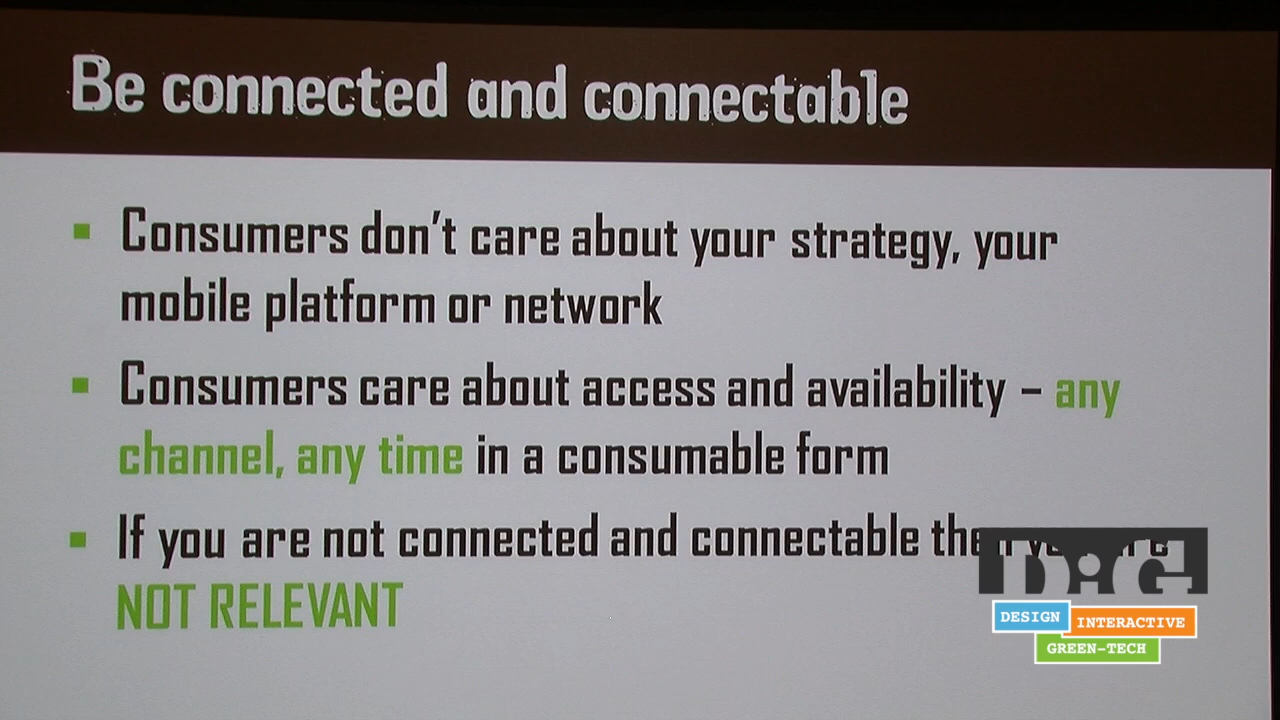 Be connected and connectable
Consumers don't care about your strategy, your
mobile platform or network
Consumers care about access and availability – any
channel, any time in a consumable form
If you are not connected and connectable then you are
NOT RELEVANT
DiG
DESIGN
INTERACTIVE
GREEN-TECH